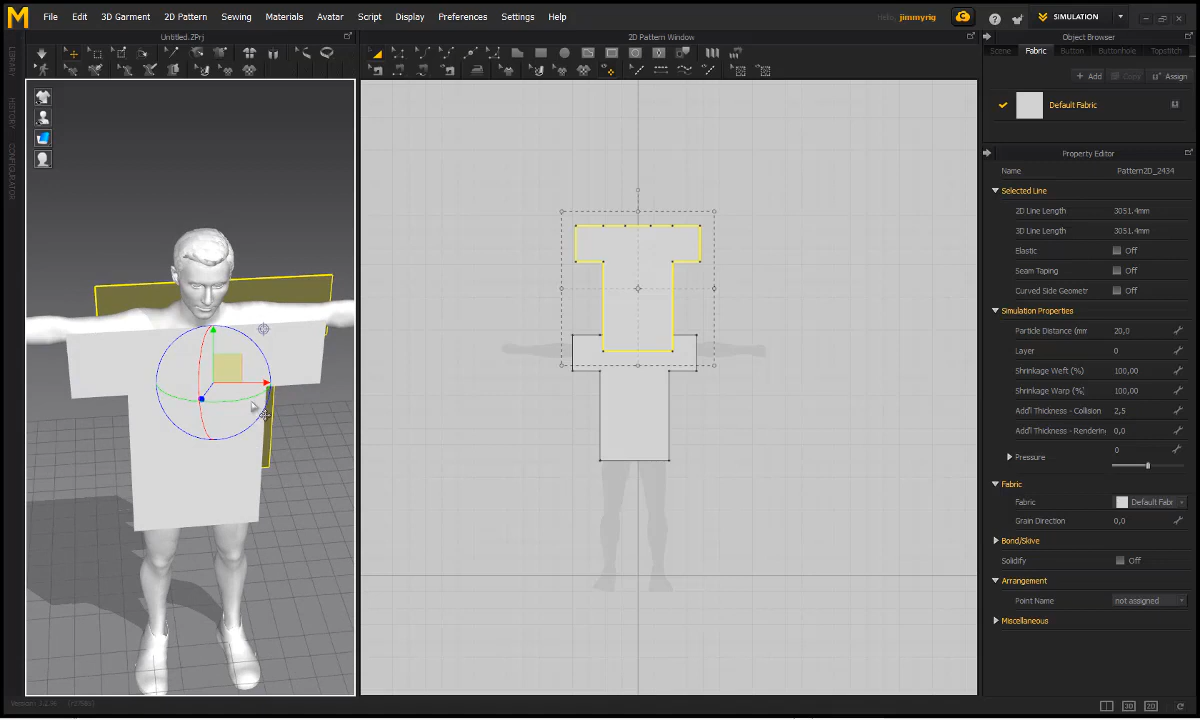 M File Edit 3D Garment 2D Pattern Sewing Materials Avatar Script Display Preferences Settings Help
Hello, jimmyrig
SIMULATION
Untitled.ZPrj
2D Pattern Window
Object Browser
Scene Fabric Button Buttonhole Topstitch
+ Add Copy Assign
Default Fabric
LIBRARY
HISTORY
CONFIGURATOR
Property Editor
Name Pattern2D_2434
Selected Line
2D Line Length 3051.4mm
3D Line Length 3051.4mm
Elastic Off
Seam Taping Off
Curved Side Geometr Off
Simulation Properties
Particle Distance (mm 20,0
Layer 0
Shrinkage Weft (%) 100,00
Shrinkage Warp (%) 100,00
Add'l Thickness - Collision 2,5
Add'l Thickness - Rendering 0,0
Pressure 0
Fabric
Fabric Default Fabr
Grain Direction 0,0
Bond/Skive
Solidify Off
Arrangement
Point Name not assigned
Miscellaneous
3D 2D